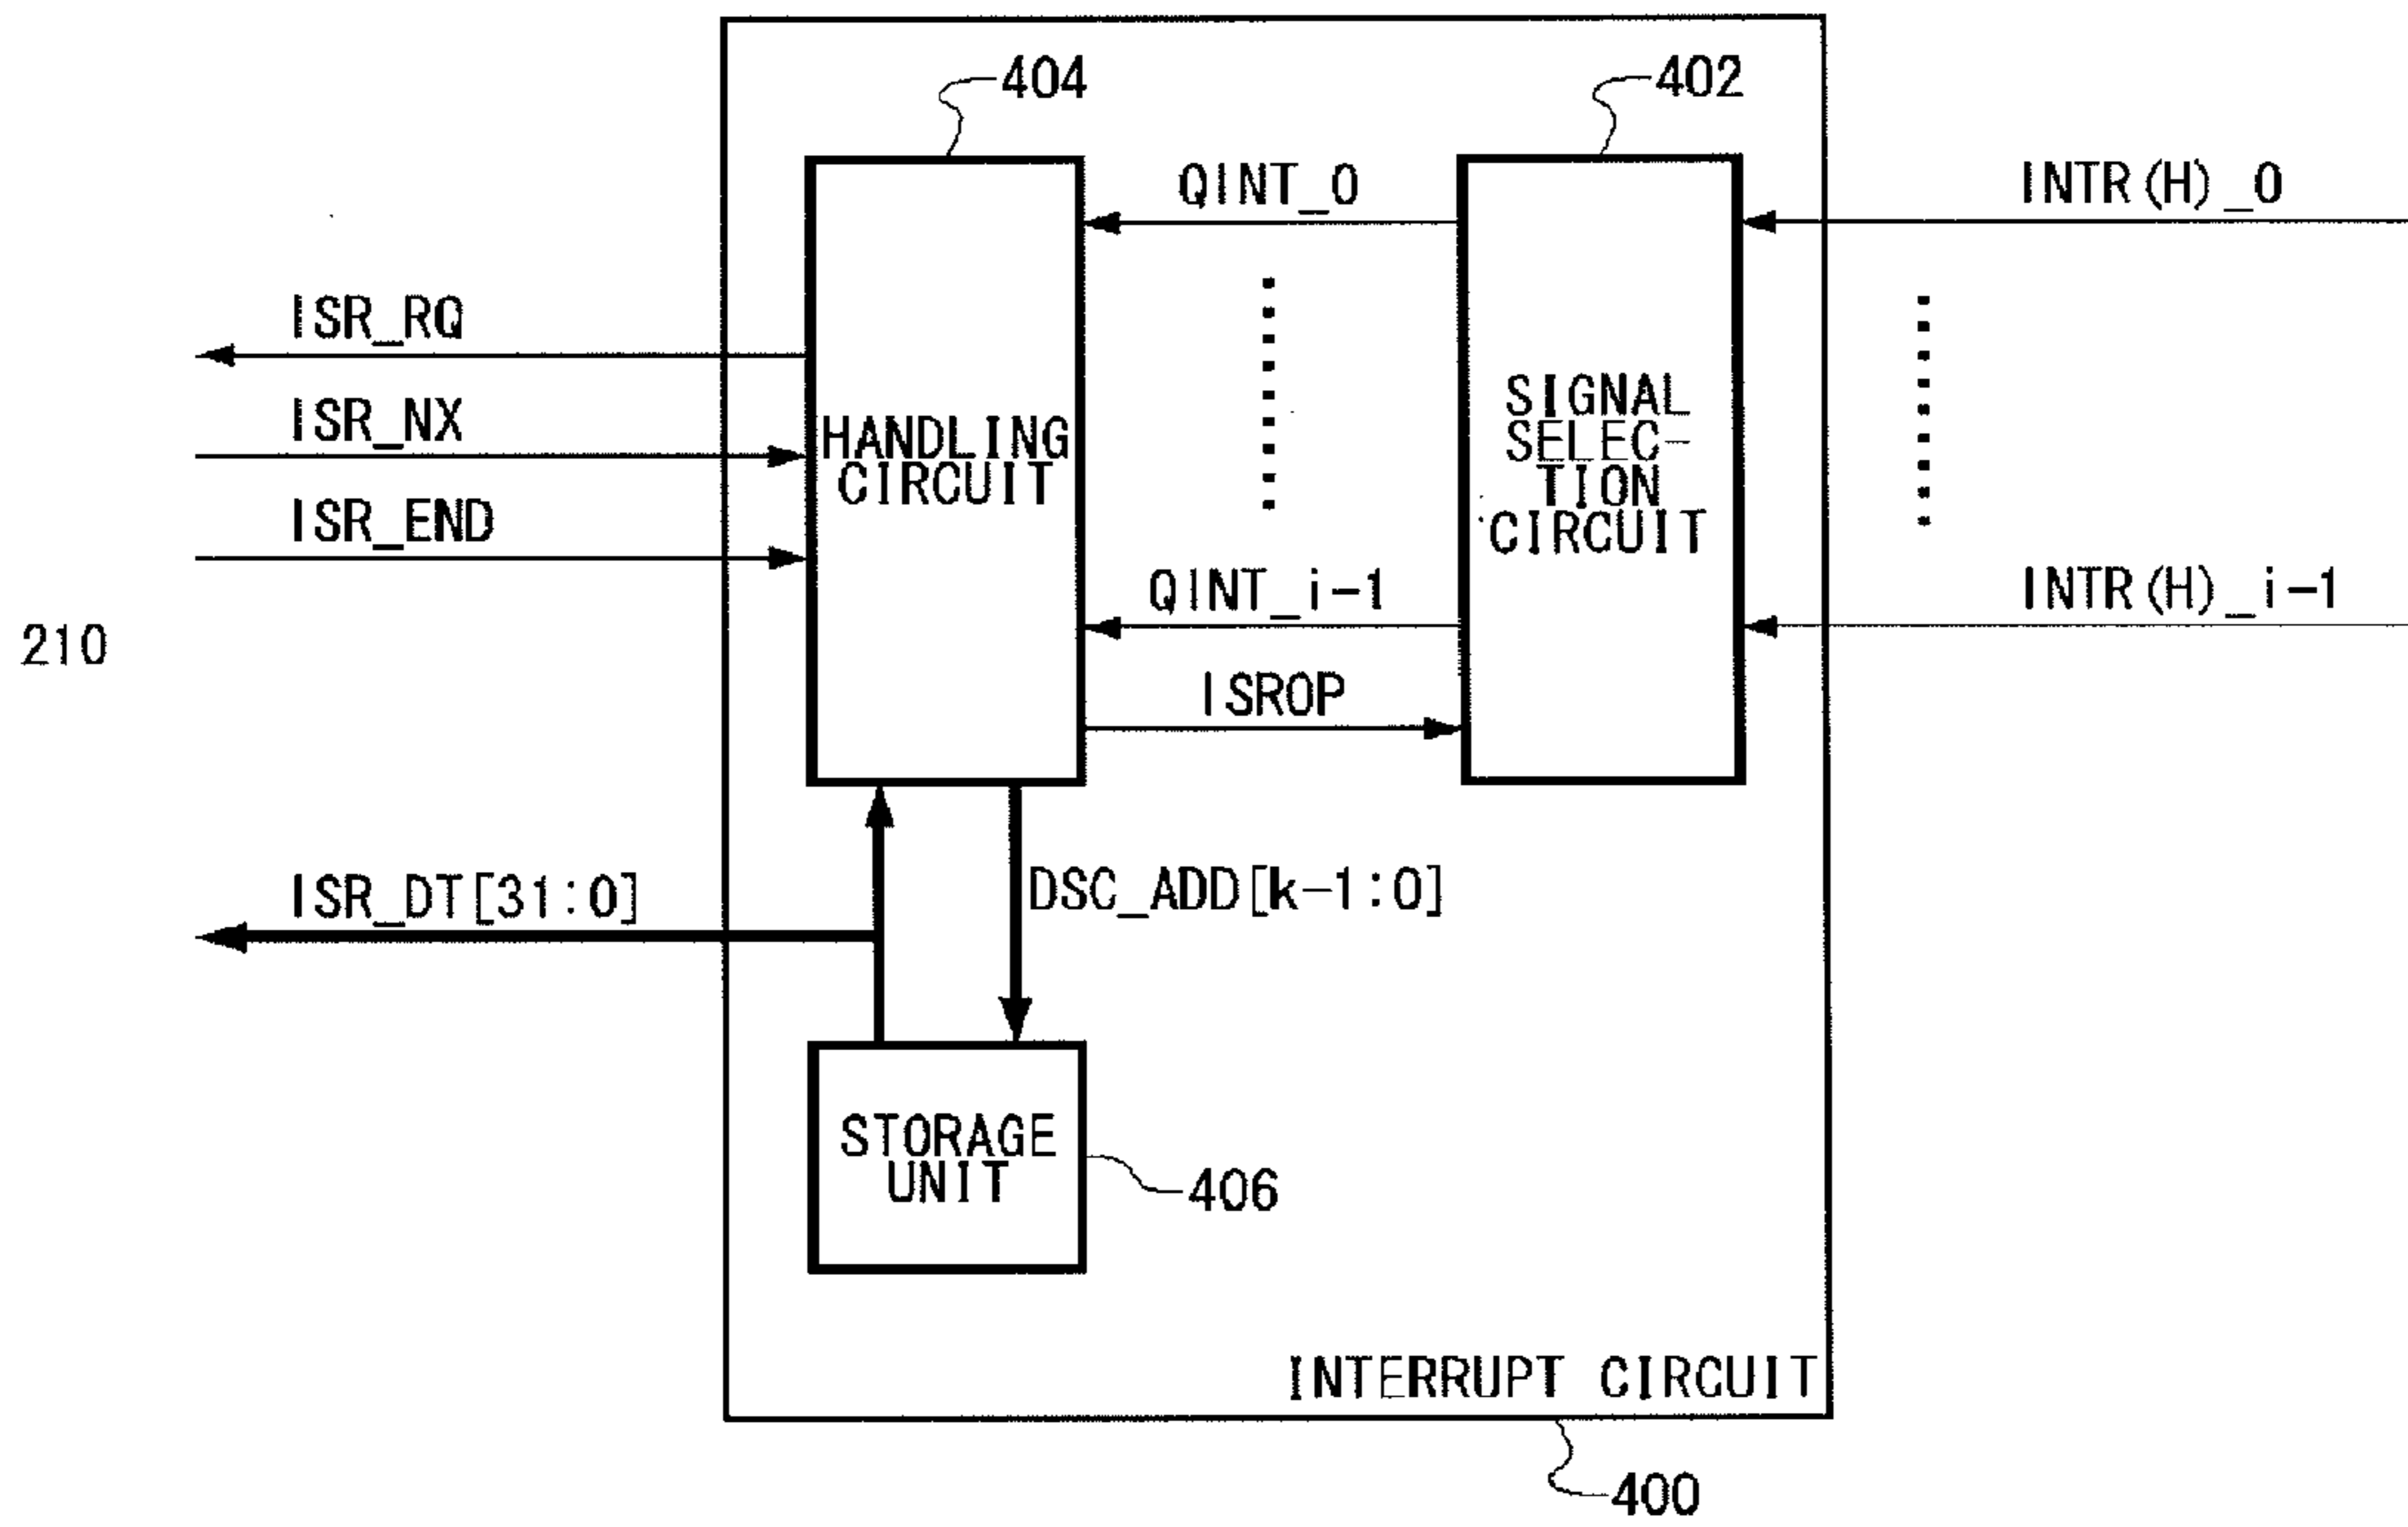 404
402
QINT_0
INTR(H)_0
ISR_RQ
ISR_NX
HANDLING
CIRCUIT
SIGNAL
SELEC-
TION
CIRCUIT
ISR_END
QINT_i-1
INTR(H)_i-1
210
ISROP
ISR_DT[31:0]
DSC_ADD[k-1:0]
STORAGE
UNIT
406
INTERRUPT CIRCUIT
400